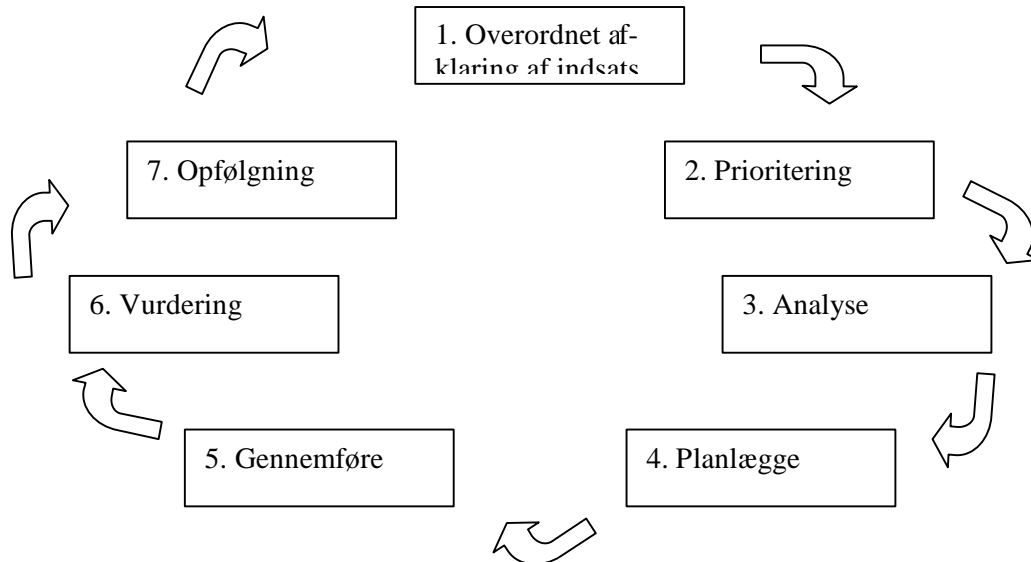 1. Overordnet af-
klaring af indsats
2. Prioritering
3. Analyse
4. Planlægge
5. Gennemføre
6. Vurdering
7. Opfølgning